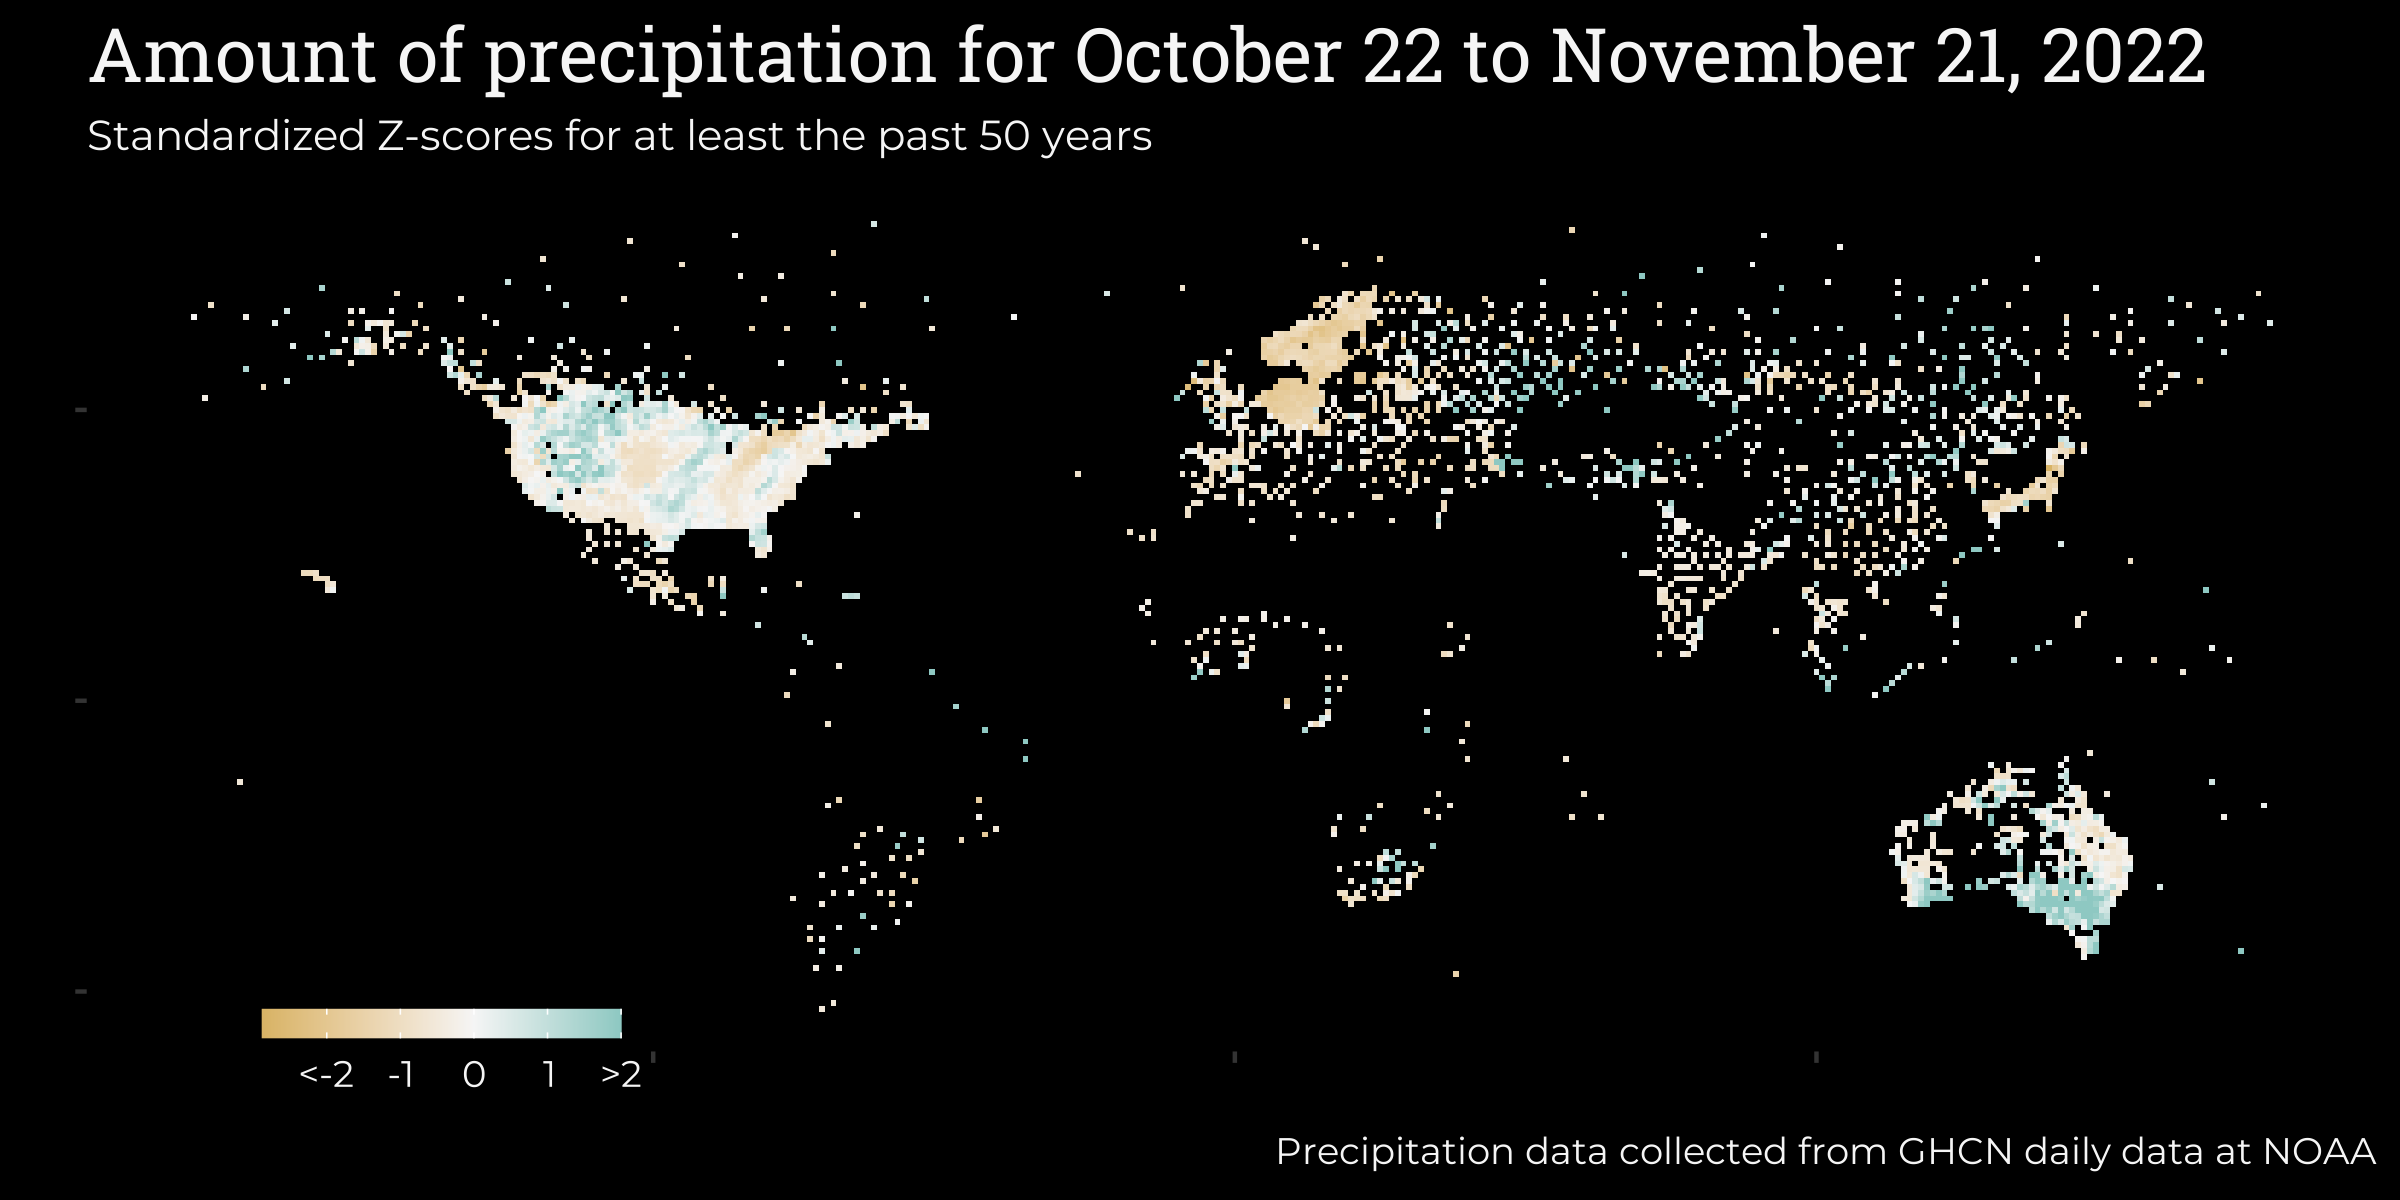 Amount of precipitation for October 22 to November 21, 2022
Standardized Z-scores for at least the past 50 years
<-2 -1 0 1 >2
Precipitation data collected from GHCN daily data at NOAA